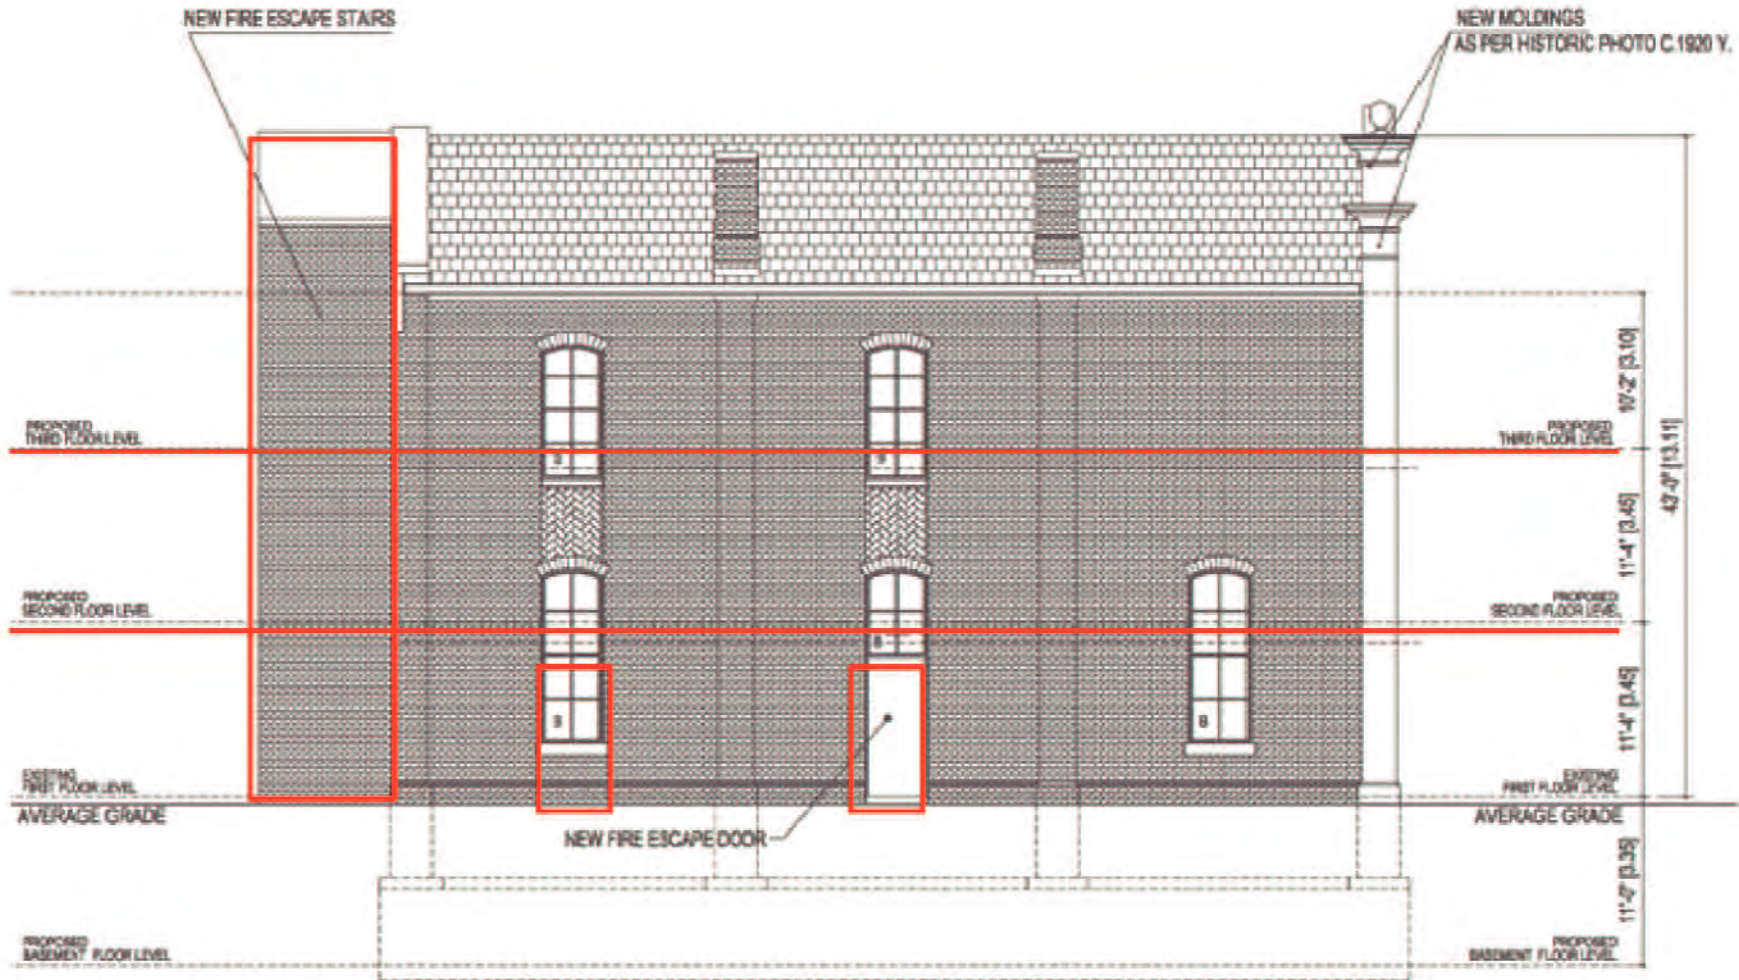 NEW FIRE ESCAPE STAIRS
NEW MOLDINGS
AS PER HISTORIC PHOTO C.1920 Y.
10'-2" [3.10]
43'-0" [13.11]
PROPOSED
THIRD FLOOR LEVEL
PROPOSED
THIRD FLOOR LEVEL
11'-4" [3.45]
PROPOSED
SECOND FLOOR LEVEL
PROPOSED
SECOND FLOOR LEVEL
11'-4" [3.45]
EXISTING
FIRST FLOOR LEVEL
EXISTING
FIRST FLOOR LEVEL
AVERAGE GRADE
AVERAGE GRADE
NEW FIRE ESCAPE DOOR
11'-0" [3.35]
PROPOSED
BASEMENT FLOOR LEVEL
PROPOSED
BASEMENT FLOOR LEVEL